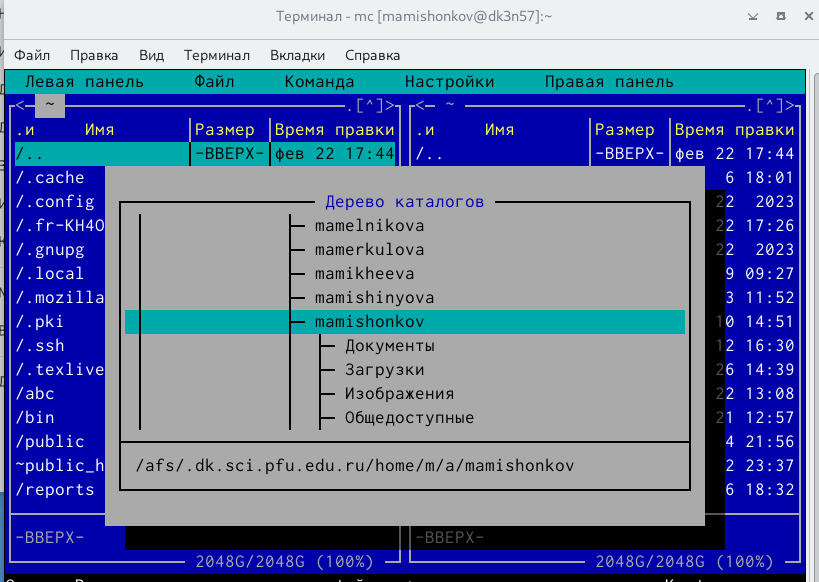 Терминал - mc [mamishonkov@dk3n57]:~
Файл Правка Вид Терминал Вкладки Справка
Левая панель Файл Команда Настройки Правая панель
<─ ~ .[^]> <─ ~ .[^]>
.и Имя Размер Время правки .и Имя Размер Время правки
/.. -ВВЕРХ- фев 22 17:44 /.. -ВВЕРХ- фев 22 17:44
/.cache 6 18:01
/.config Дерево каталогов 22 2023
/.fr-KH4O mamelnikova 22 17:26
/.gnupg mamerkulova 22 2023
/.local mamikheeva 9 09:27
/.mozilla mamishinyova 3 11:52
/.pki mamishonkov 10 14:51
/.ssh Документы 12 16:30
/.texlive Загрузки 26 14:39
/abc Изображения 22 13:08
/bin Общедоступные 21 12:57
/public 4 21:56
~public_h /afs/.dk.sci.pfu.edu.ru/home/m/a/mamishonkov 2 23:37
/reports 6 18:32
-ВВЕРХ- -ВВЕРХ-
2048G/2048G (100%) 2048G/2048G (100%)